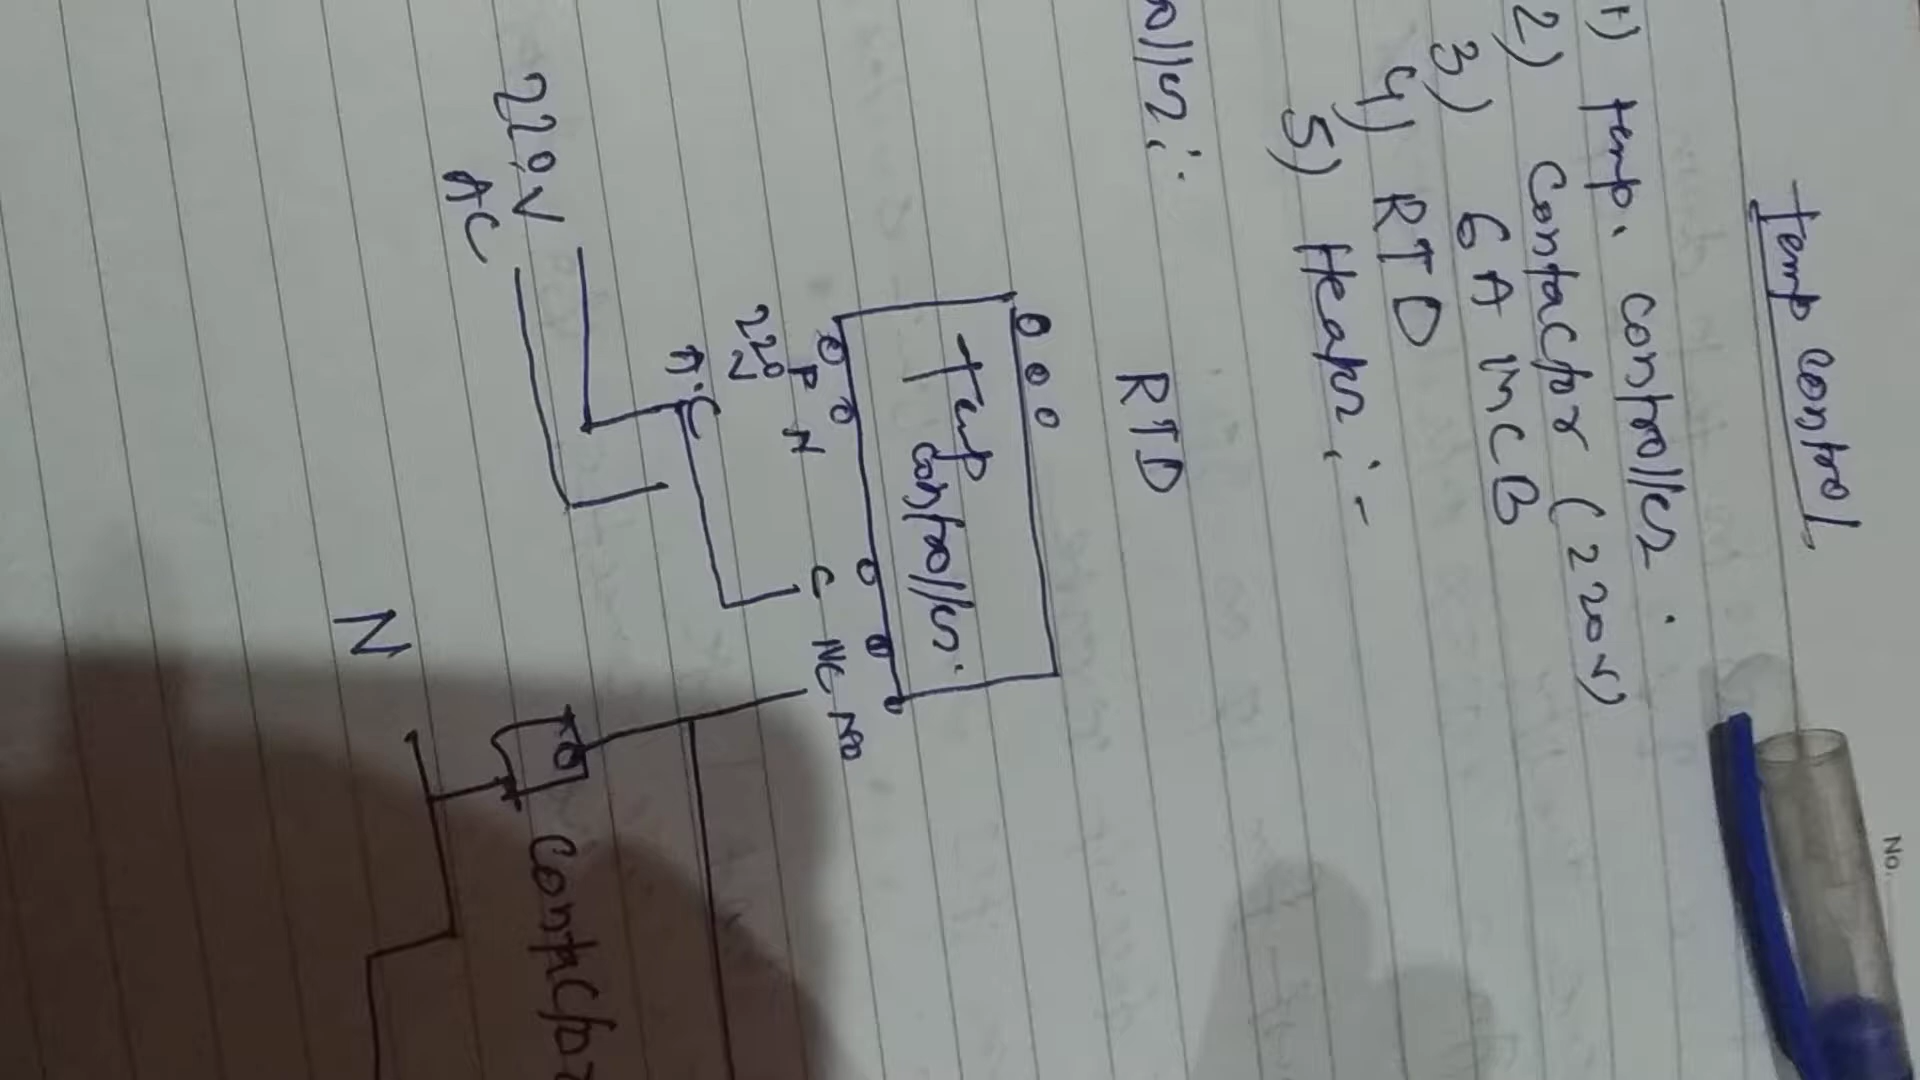 Temp control
1) Temp. controller.
2) Contactor (220V)
3) 6A MCB
4) RTD
5) Heater :-
oller :
RTD
Temp
controller.
P N C NC NO
220
V
A.C
220V
AC
N
Contactor
No.